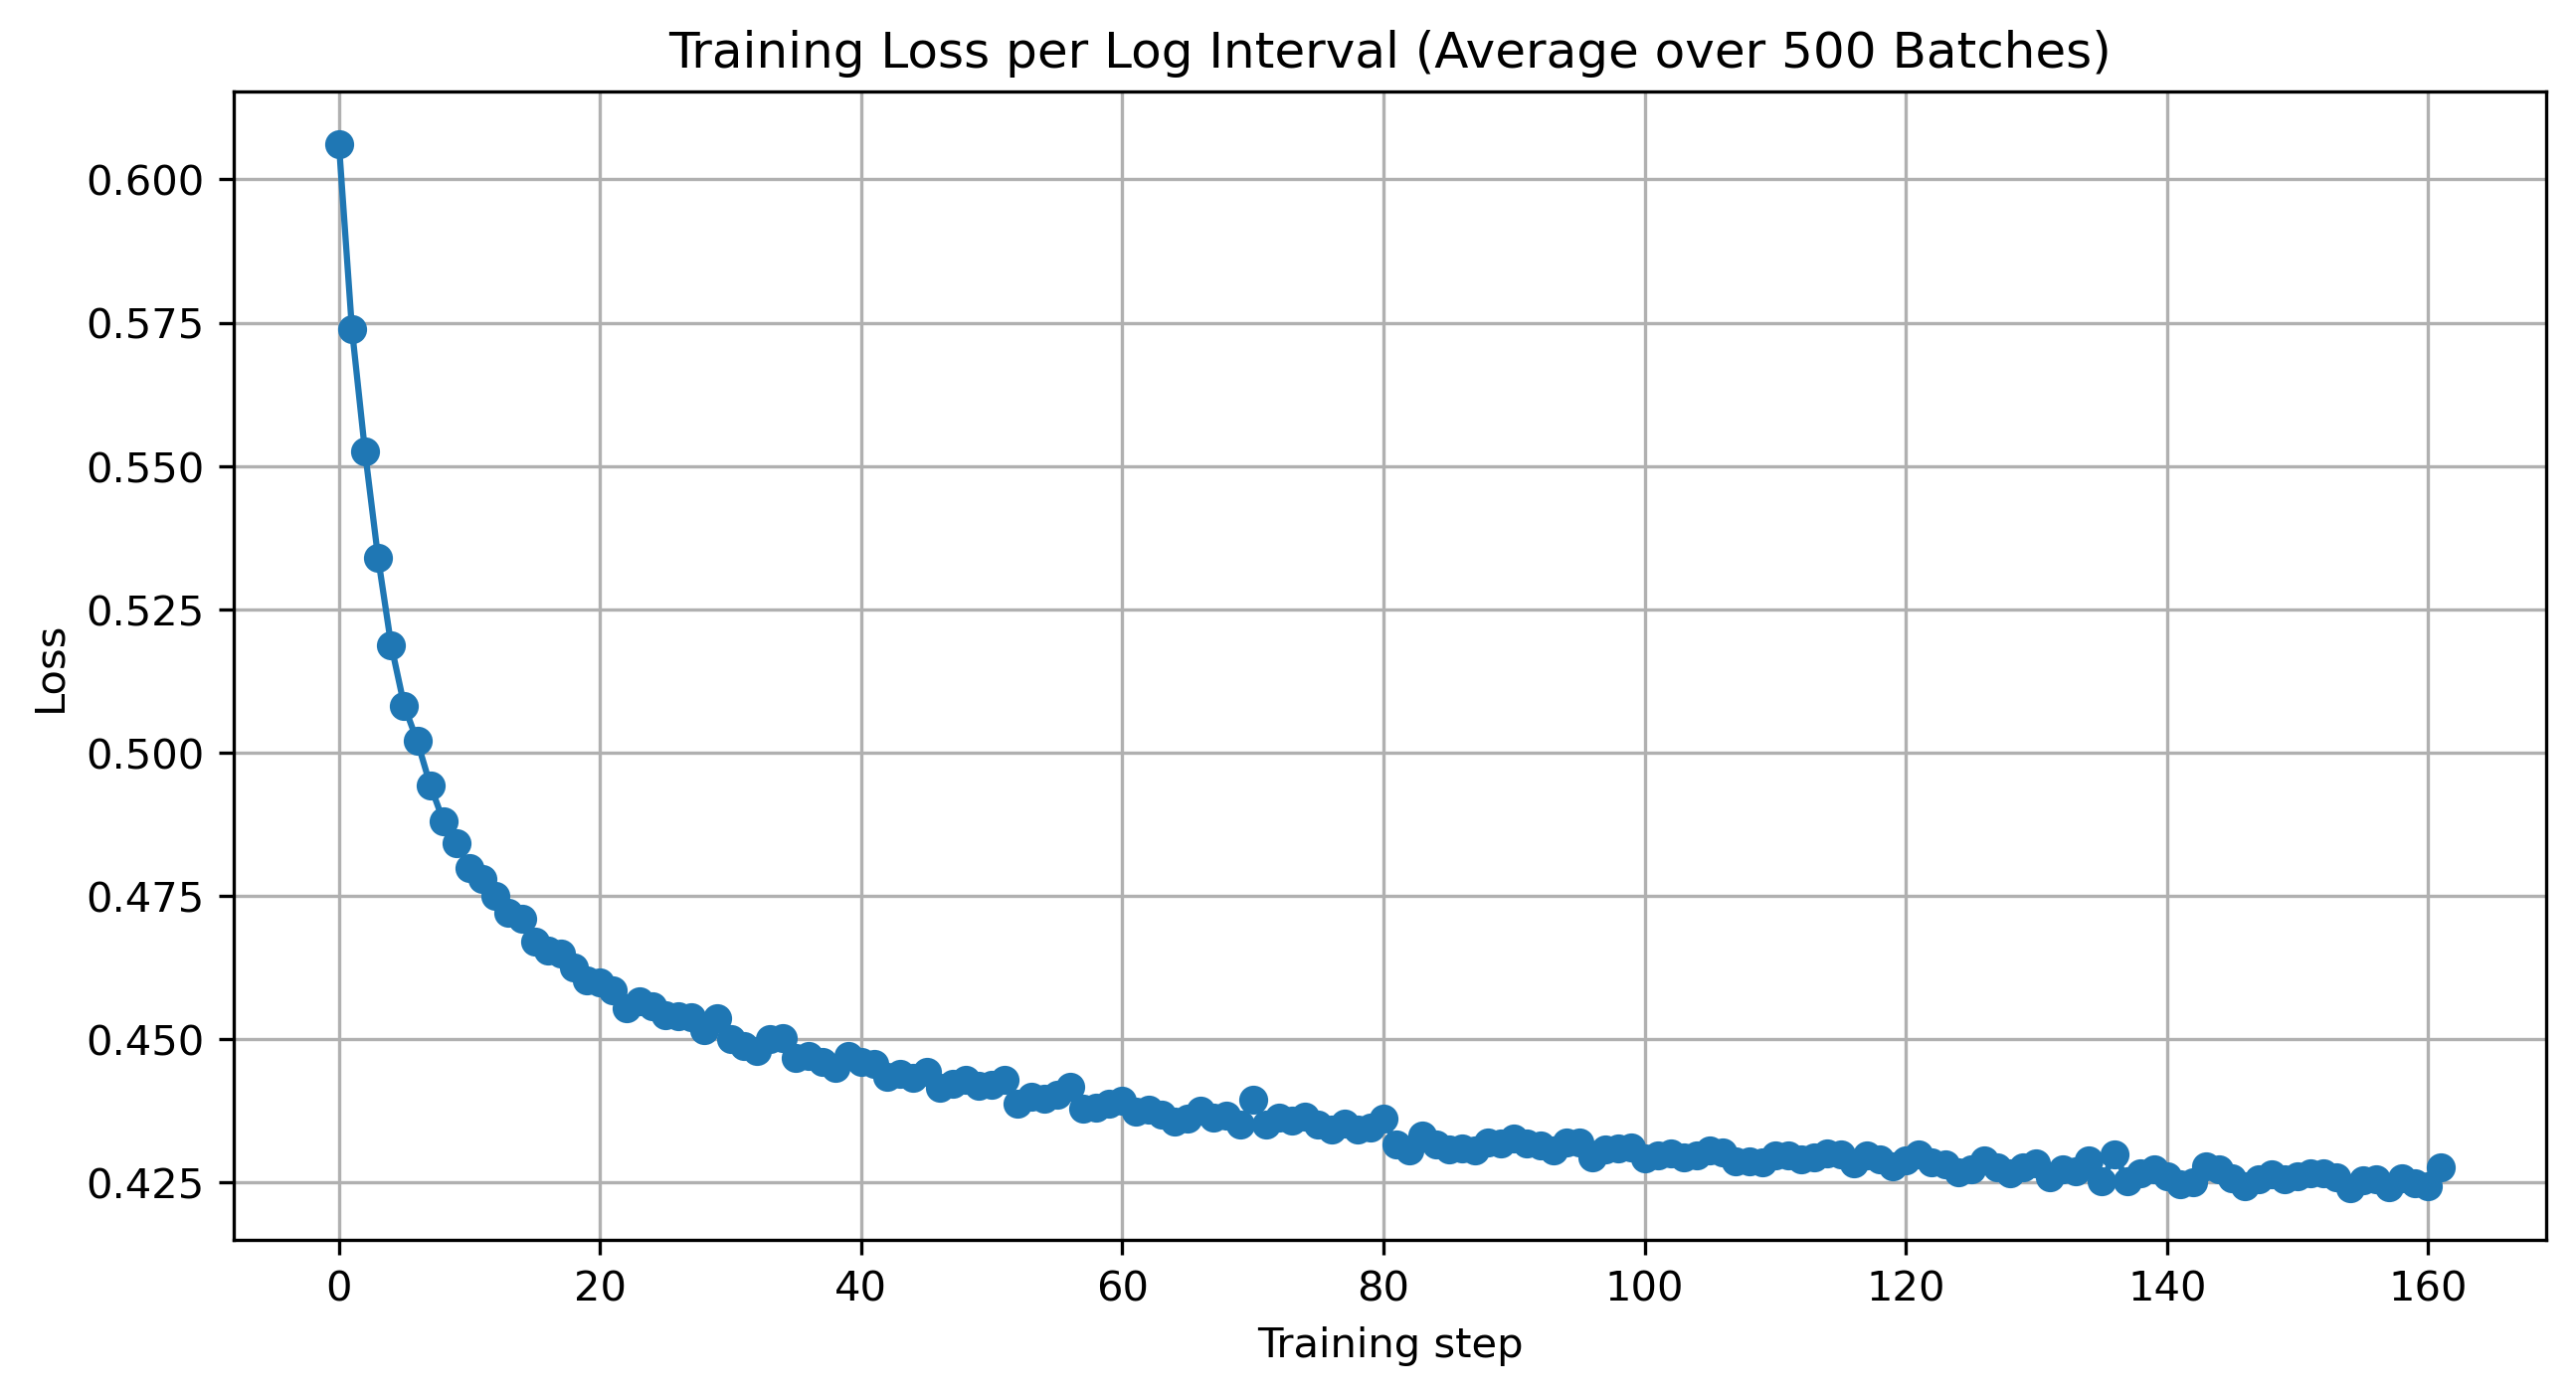 Training Loss per Log Interval (Average over 500 Batches)
0.600
0.575
0.550
0.525
0.500
0.475
0.450
0.425
Loss
0 20 40 60 80 100 120 140 160
Training step